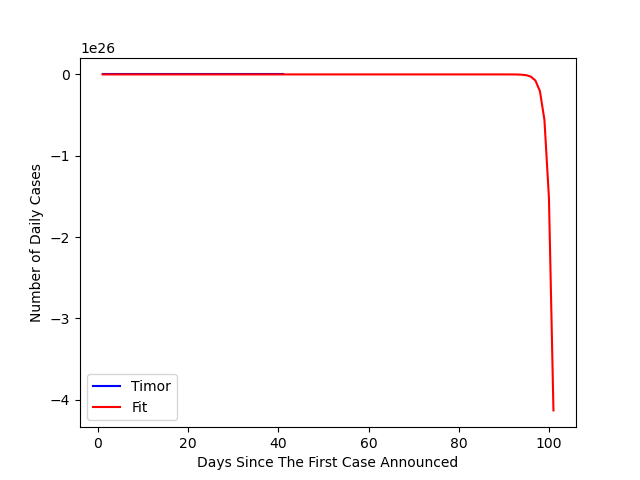 1e26
0
−1
−2
−3
−4
Number of Daily Cases
Timor
Fit
0 20 40 60 80 100
Days Since The First Case Announced